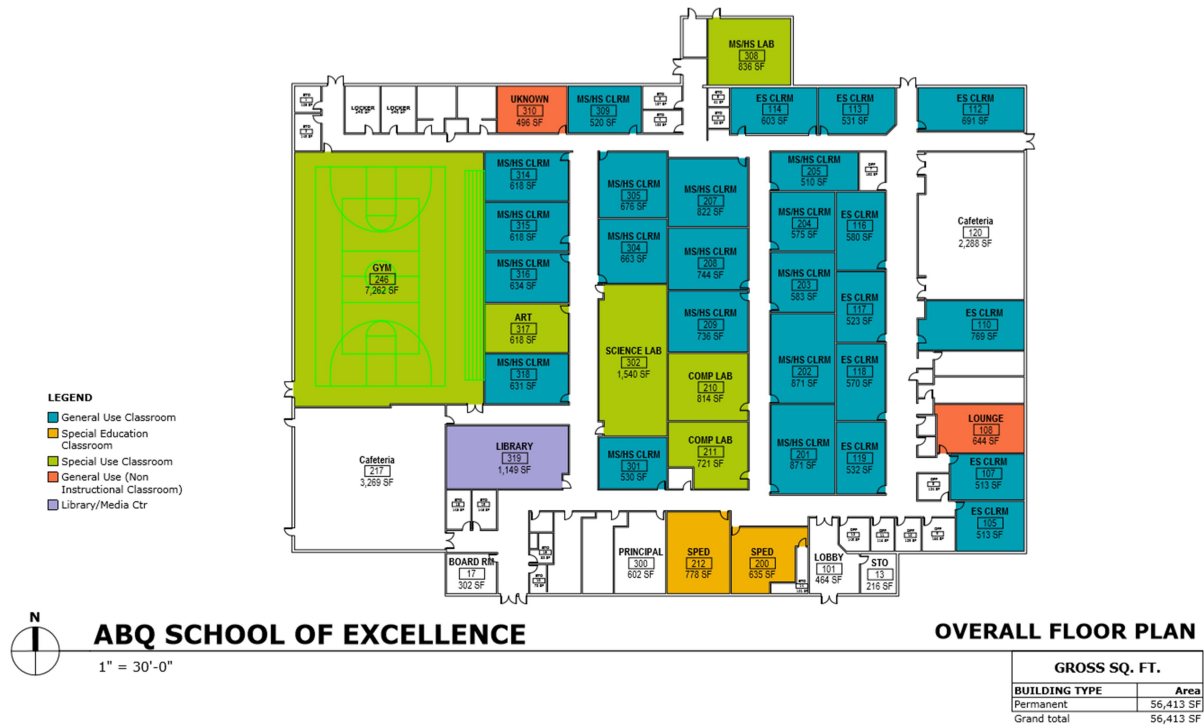 MS/HS LAB
308
836 SF
UKNOWN
310
496 SF
MS/HS CLRM
309
520 SF
ES CLRM
114
603 SF
ES CLRM
113
531 SF
ES CLRM
112
691 SF
LOCKER
LOCKER
STO
STO
STO
STO
STO
STO
MS/HS CLRM
314
618 SF
MS/HS CLRM
315
618 SF
MS/HS CLRM
316
634 SF
ART
317
618 SF
MS/HS CLRM
318
631 SF
GYM
246
7,262 SF
MS/HS CLRM
305
676 SF
MS/HS CLRM
304
663 SF
SCIENCE LAB
302
1,540 SF
MS/HS CLRM
301
530 SF
MS/HS CLRM
207
822 SF
MS/HS CLRM
208
744 SF
MS/HS CLRM
209
736 SF
COMP LAB
210
814 SF
COMP LAB
211
721 SF
MS/HS CLRM
205
510 SF
OFF
MS/HS CLRM
204
575 SF
MS/HS CLRM
203
583 SF
MS/HS CLRM
202
871 SF
MS/HS CLRM
201
871 SF
ES CLRM
116
580 SF
ES CLRM
117
523 SF
ES CLRM
118
570 SF
ES CLRM
119
532 SF
Cafeteria
120
2,288 SF
ES CLRM
110
769 SF
LOUNGE
108
644 SF
ES CLRM
107
513 SF
ES CLRM
105
513 SF
LEGEND
General Use Classroom
Special Education
Classroom
Special Use Classroom
General Use (Non
Instructional Classroom)
Library/Media Ctr
Cafeteria
217
3,269 SF
LIBRARY
319
1,149 SF
STO
STO
BOARD RM
17
302 SF
PRINCIPAL
300
602 SF
SPED
212
778 SF
SPED
200
635 SF
LOBBY
101
464 SF
STO
13
216 SF
N
ABQ SCHOOL OF EXCELLENCE
1" = 30'-0"
OVERALL FLOOR PLAN
GROSS SQ. FT.
BUILDING TYPE Area
Permanent 56,413 SF
Grand total 56,413 SF